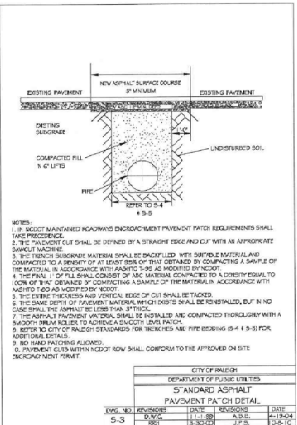 NEW ASPHALT SURFACE COURSE
3" MINIMUM
EXISTING PAVEMENT
EXISTING PAVEMENT
EXISTING
SUBGRADE
UNDISTURBED SOIL
COMPACTED FILL
IN 6" LIFTS
PIPE
REFER TO S-4
& S-5
NOTES:
1. IF NCDOT MAINTAINED ROADWAYS ENCROACHMENT PAVEMENT PATCH REQUIREMENTS SHALL
TAKE PRECEDENCE.
2. THE PAVEMENT CUT SHALL BE DEFINED BY A STRAIGHT EDGE AND CUT WITH AN APPROPRIATE
SAWCUT MACHINE.
3. THE TRENCH SUBGRADE MATERIAL SHALL BE BACKFILLED WITH SUITABLE MATERIAL AND
COMPACTED TO A DENSITY OF AT LEAST 95% OF THAT OBTAINED BY COMPACTING A SAMPLE OF
THE MATERIAL IN ACCORDANCE WITH AASHTO T-99 AS MODIFIED BY NCDOT.
4. THE FINAL 1' OF FILL SHALL CONSIST OF ABC MATERIAL COMPACTED TO A DENSITY EQUAL TO
100% OF THAT OBTAINED BY COMPACTING A SAMPLE OF THE MATERIAL IN ACCORDANCE WITH
AASHTO T-180 AS MODIFIED BY NCDOT.
5. THE ENTIRE THICKNESS AND VERTICAL EDGE OF CUT SHALL BE TACKED.
6. THE SAME DEPTH OF PAVEMENT MATERIAL WHICH EXISTS SHALL BE REINSTALLED, BUT IN NO
CASE SHALL THE ASPHALT BE LESS THAN 3" THICK.
7. THE ASPHALT PAVEMENT MATERIAL SHALL BE INSTALLED AND COMPACTED THOROUGHLY WITH A
SMOOTH DRUM ROLLER TO ACHIEVE A SMOOTH LEVEL PATCH.
8. REFER TO CITY OF RALEIGH STANDARDS FOR TRENCHES AND PIPE BEDDING (S-4 & S-5) FOR
ADDITIONAL DETAILS.
9. NO HAND PATCHING ALLOWED.
10. PAVEMENT CUTS WITHIN NCDOT ROW SHALL CONFORM TO THE APPROVED ON SITE
ENCROACHMENT PERMIT.
CITY OF RALEIGH
DEPARTMENT OF PUBLIC UTILITIES
STANDARD ASPHALT
PAVEMENT PATCH DETAIL
DWG. NO. REVISIONS DATE REVISIONS DATE
S-3